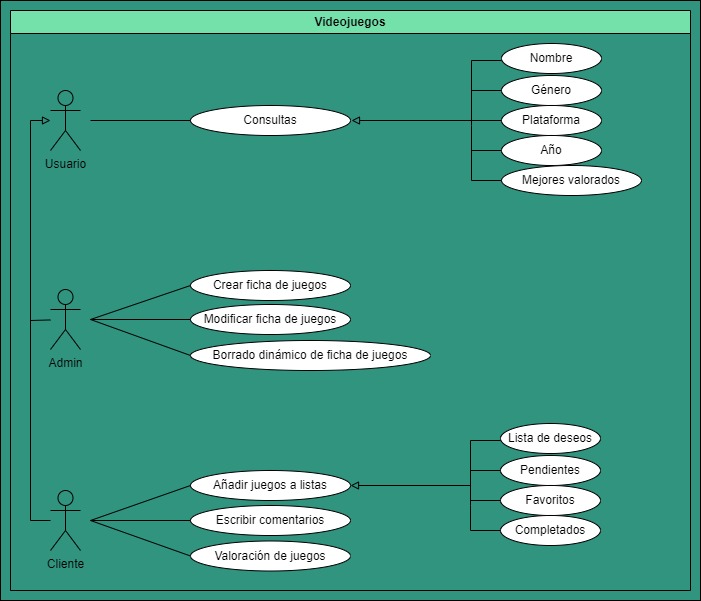 Videojuegos
Nombre
Género
Consultas
Plataforma
Año
Usuario
Mejores valorados
Crear ficha de juegos
Modificar ficha de juegos
Borrado dinámico de ficha de juegos
Admin
Lista de deseos
Pendientes
Añadir juegos a listas
Favoritos
Escribir comentarios
Completados
Valoración de juegos
Cliente